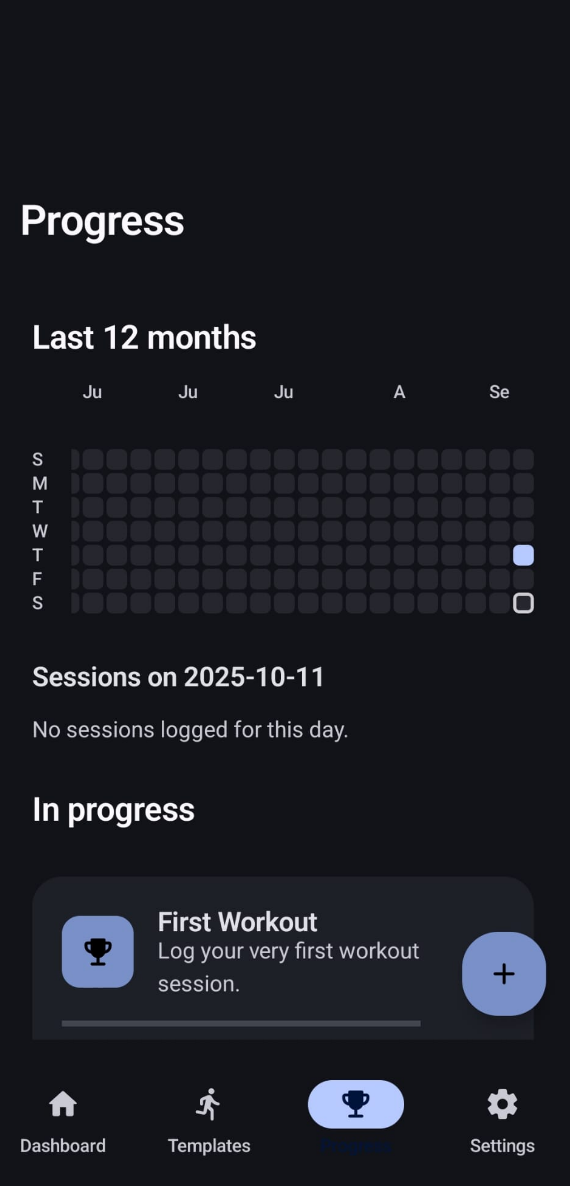 Progress
Last 12 months
Ju Ju Ju A Se
S
M
T
W
T
F
S
Sessions on 2025-10-11
No sessions logged for this day.
In progress
First Workout
Log your very first workout
session.
Dashboard Templates Progress Settings